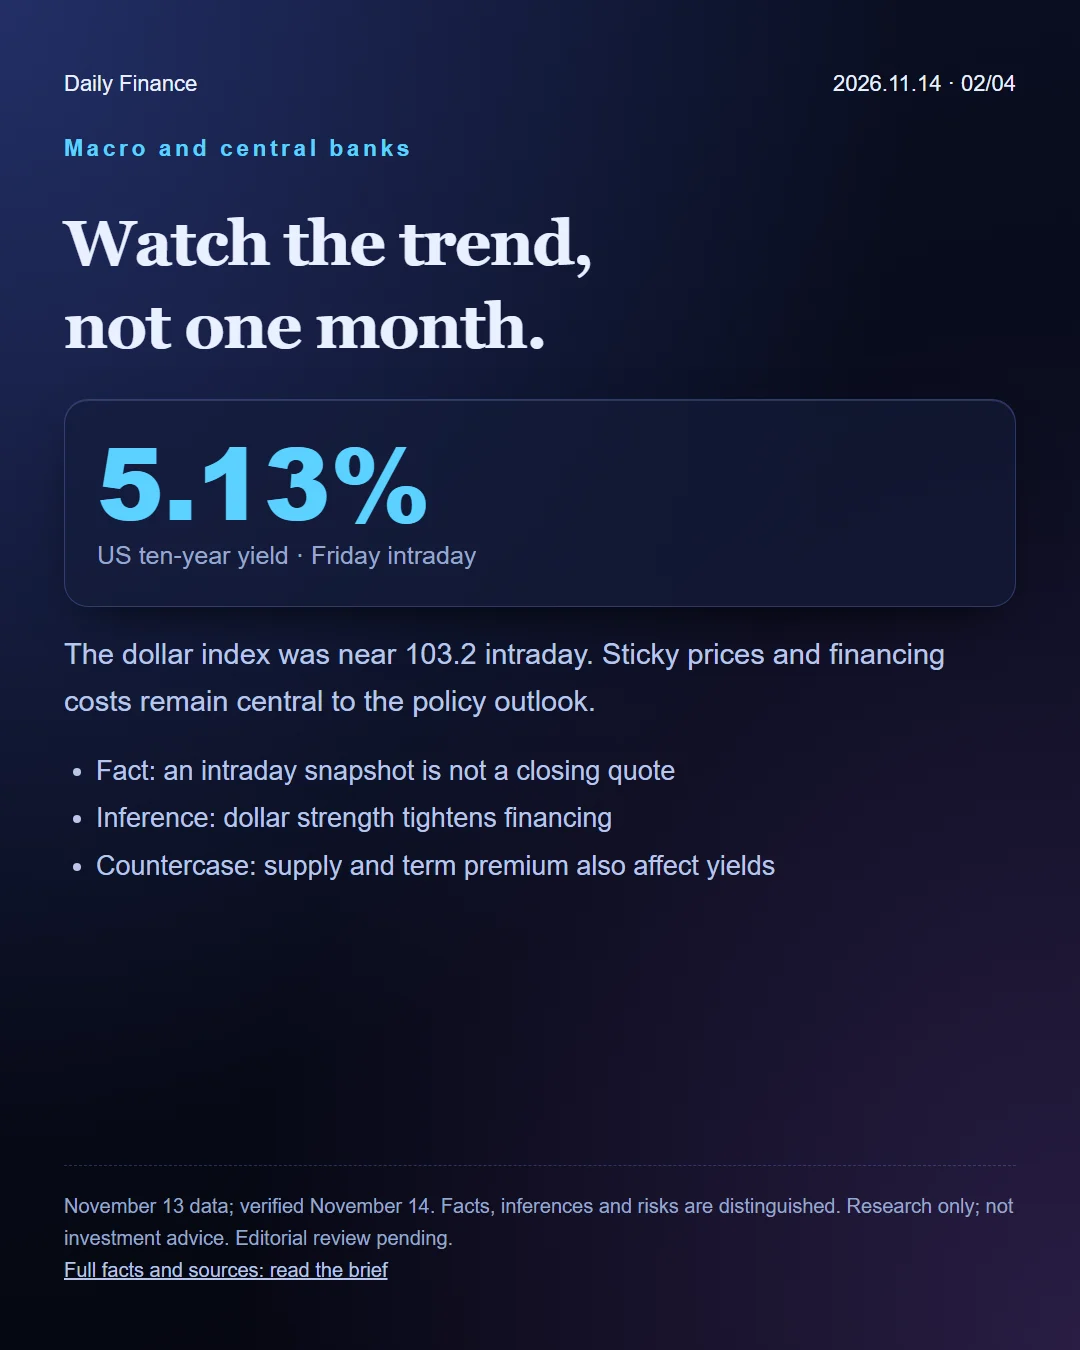 Daily Finance
2026.11.14 · 02/04
Macro and central banks
Watch the trend,
not one month.
5.13%
US ten-year yield · Friday intraday
The dollar index was near 103.2 intraday. Sticky prices and financing
costs remain central to the policy outlook.
• Fact: an intraday snapshot is not a closing quote
• Inference: dollar strength tightens financing
• Countercase: supply and term premium also affect yields
November 13 data; verified November 14. Facts, inferences and risks are distinguished. Research only; not
investment advice. Editorial review pending.
Full facts and sources: read the brief